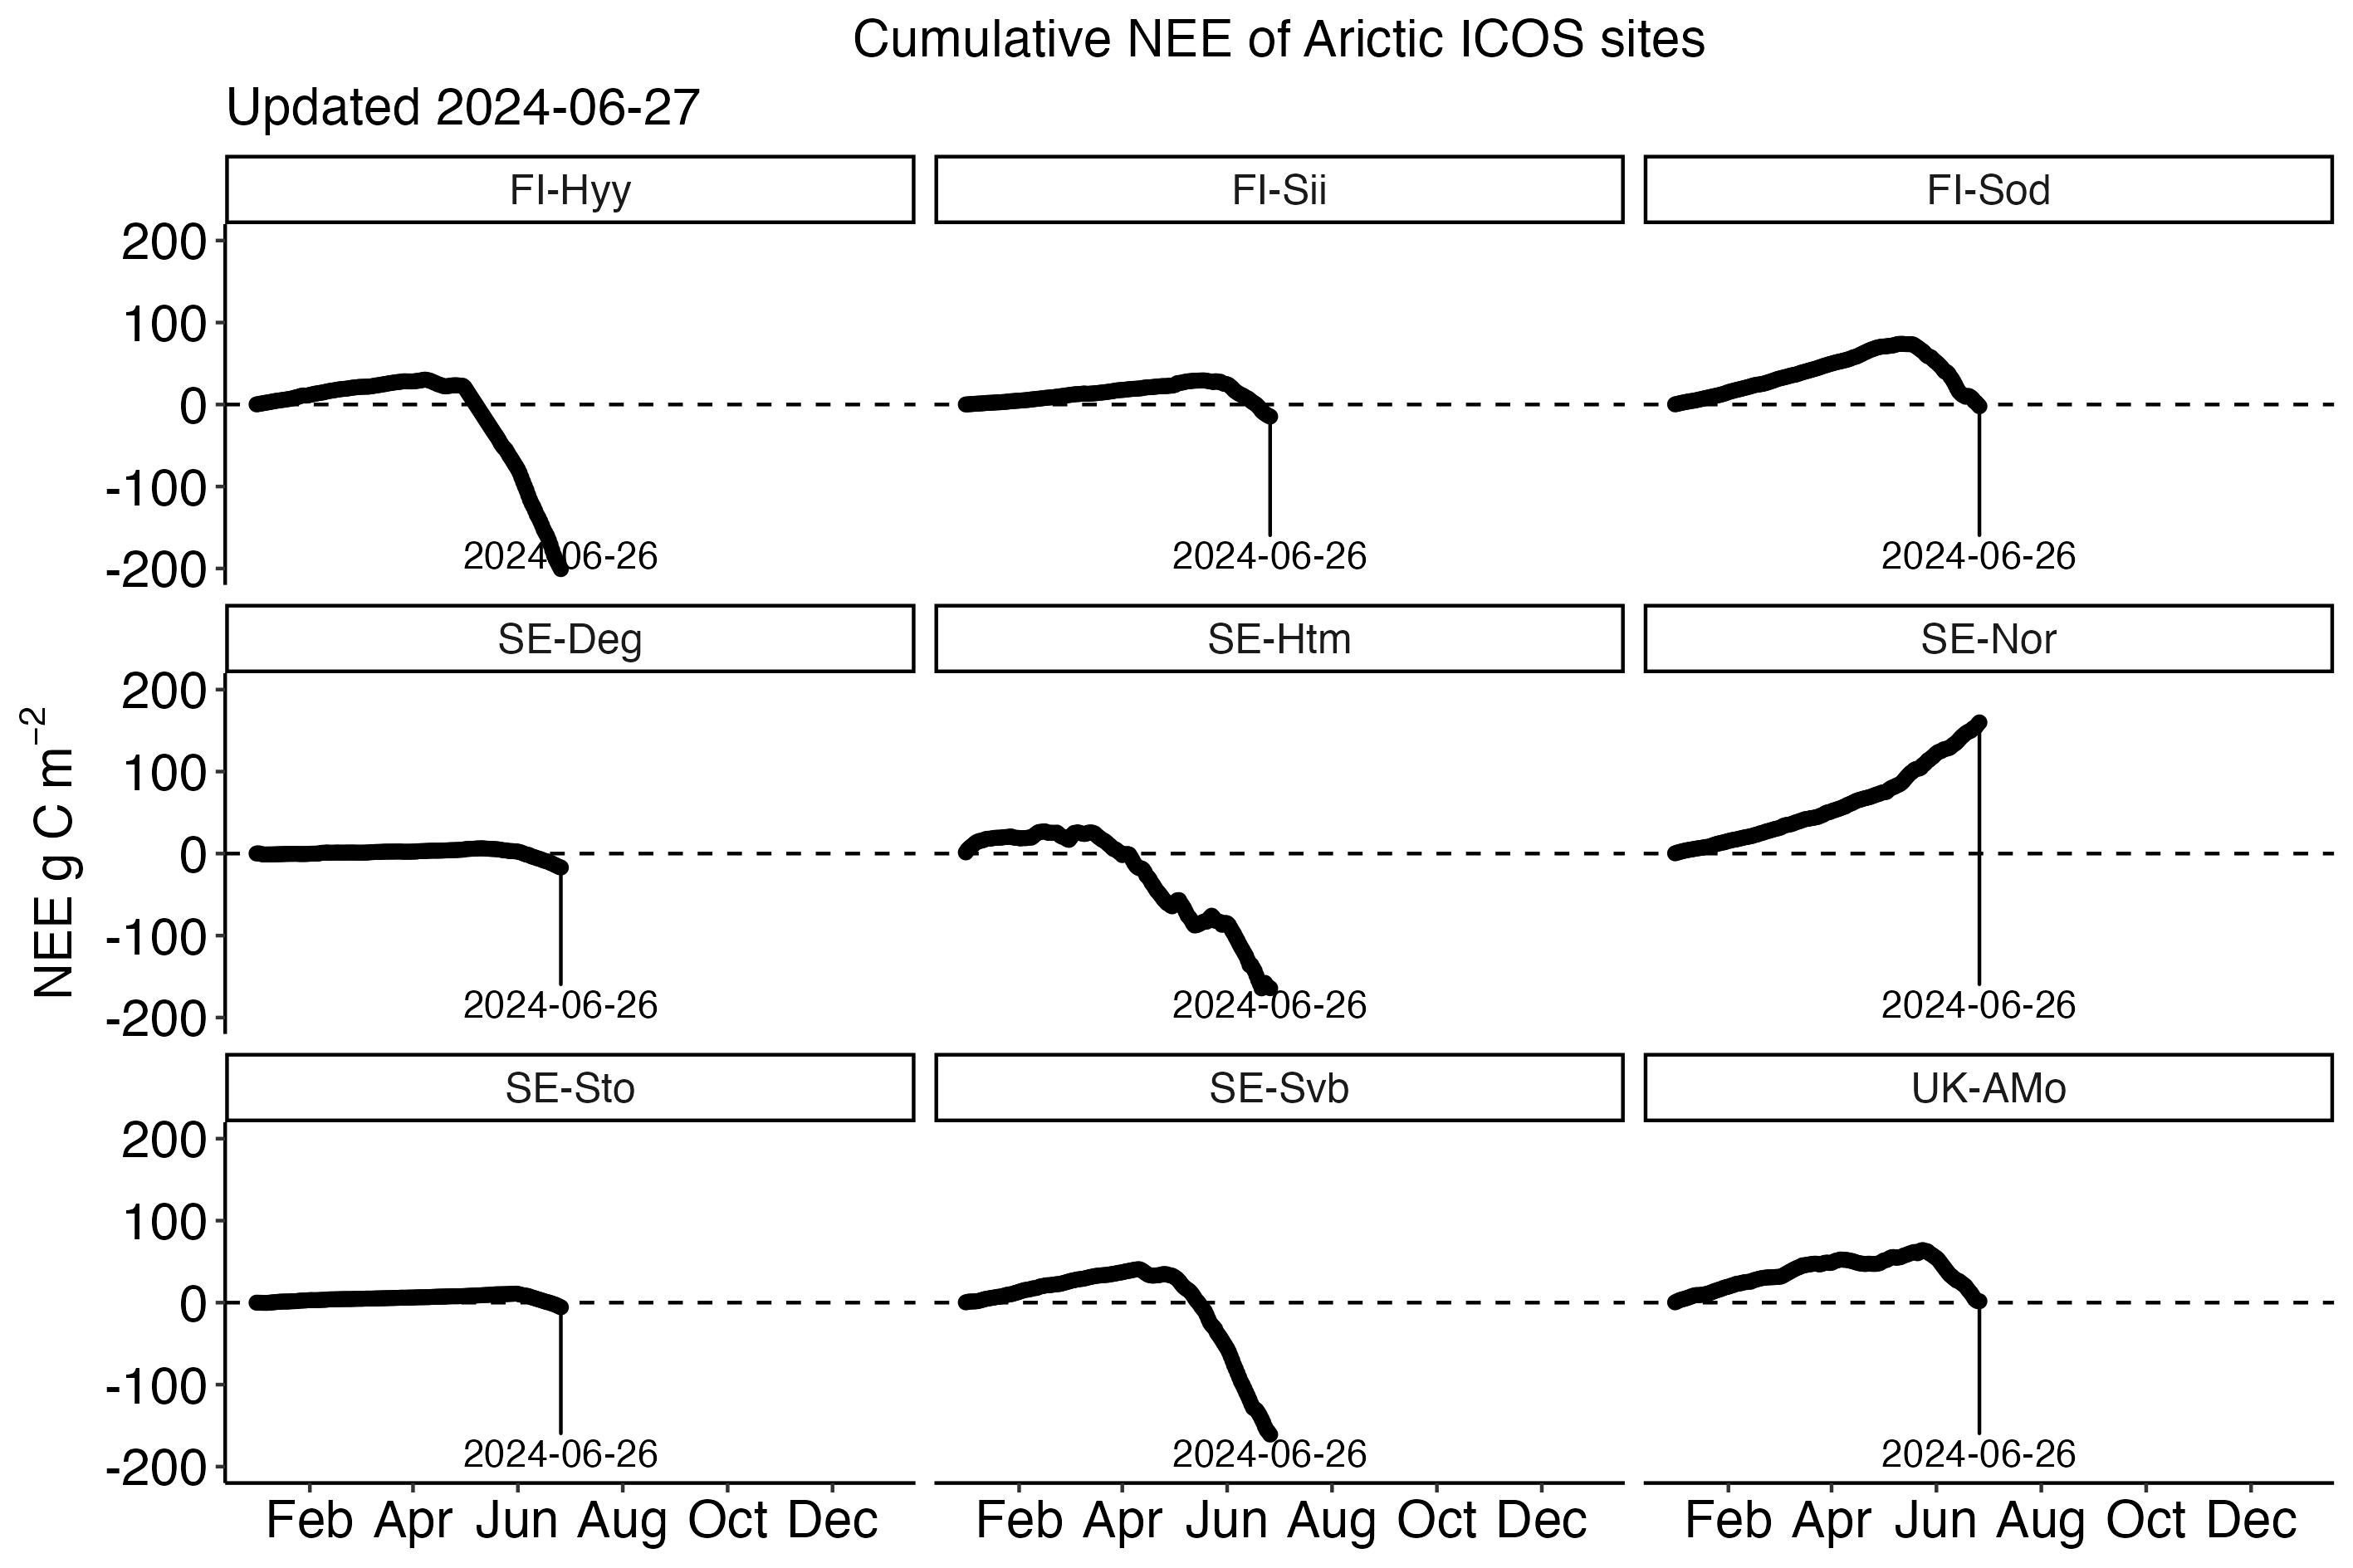 Cumulative NEE of Arictic ICOS sites
Updated 2024-06-27
FI-Hyy
FI-Sii
FI-Sod
200
100
0
-100
-200
2024-06-26
2024-06-26
2024-06-26
SE-Deg
SE-Htm
SE-Nor
200
100
0
-100
-200
2024-06-26
2024-06-26
2024-06-26
NEE g C m⁻²
SE-Sto
SE-Svb
UK-AMo
200
100
0
-100
-200
2024-06-26
2024-06-26
2024-06-26
Feb Apr Jun Aug Oct Dec
Feb Apr Jun Aug Oct Dec
Feb Apr Jun Aug Oct Dec